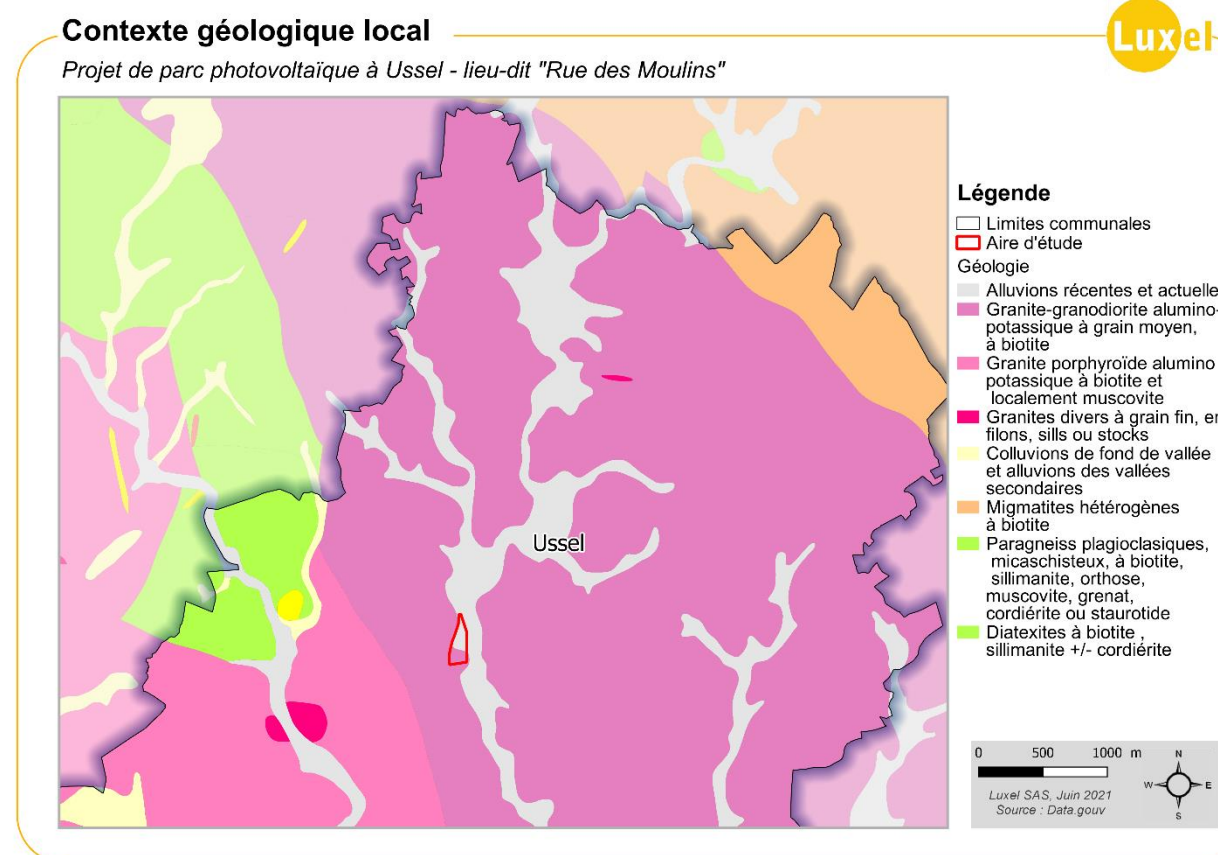 Contexte géologique local
Luxel
Projet de parc photovoltaïque à Ussel - lieu-dit "Rue des Moulins"
Ussel
Légende
Limites communales
Aire d'étude
Géologie
Alluvions récentes et actuelle
Granite-granodiorite alumino-
potassique à grain moyen,
à biotite
Granite porphyroïde alumino
potassique à biotite et
localement muscovite
Granites divers à grain fin, en
filons, sills ou stocks
Colluvions de fond de vallée
et alluvions des vallées
secondaires
Migmatites hétérogènes
à biotite
Paragneiss plagioclasiques,
micaschisteux, à biotite,
sillimanite, orthose,
muscovite, grenat,
cordiérite ou staurotide
Diatexites à biotite ,
sillimanite +/- cordiérite
0 500 1000 m
N
W E
S
Luxel SAS, Juin 2021
Source : Data.gouv